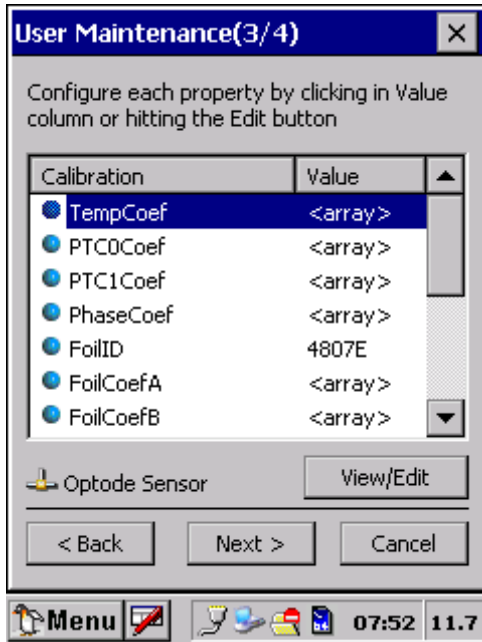 User Maintenance(3/4)
Configure each property by clicking in Value
column or hitting the Edit button
Calibration Value
TempCoef <array>
PTC0Coef <array>
PTC1Coef <array>
PhaseCoef <array>
FoilID 4807E
FoilCoefA <array>
FoilCoefB <array>
Optode Sensor View/Edit
< Back Next > Cancel
Menu 07:52 11.7